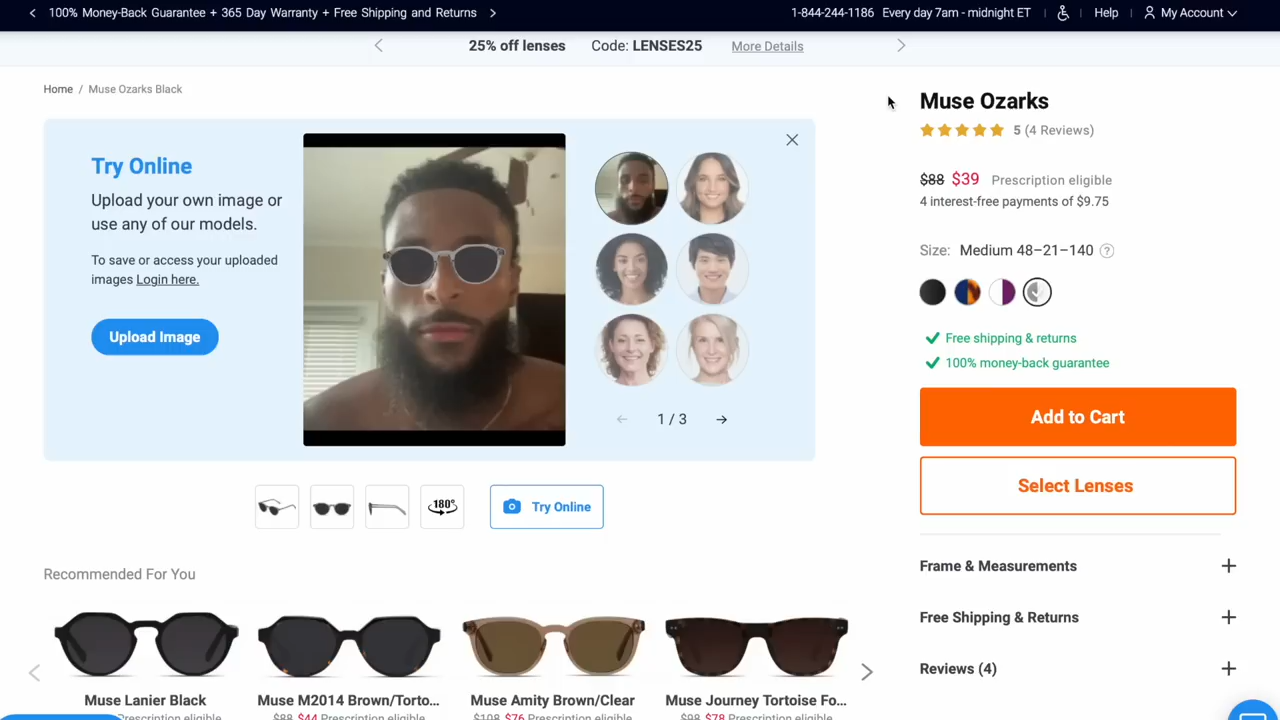 100% Money-Back Guarantee + 365 Day Warranty + Free Shipping and Returns
1-844-244-1186 Every day 7am - midnight ET
Help
My Account
25% off lenses Code: LENSES25 More Details
Home / Muse Ozarks Black
Try Online
Upload your own image or
use any of our models.
To save or access your uploaded
images Login here.
Upload Image
1 / 3
180°
Try Online
Muse Ozarks
5 (4 Reviews)
$88 $39 Prescription eligible
4 interest-free payments of $9.75
Size: Medium 48–21–140 ?
Free shipping & returns
100% money-back guarantee
Add to Cart
Select Lenses
Frame & Measurements
Free Shipping & Returns
Reviews (4)
Recommended For You
Muse Lanier Black
Prescription eligible
Muse M2014 Brown/Torto...
$88 $44 Prescription eligible
Muse Amity Brown/Clear
$108 $76 Prescription eligible
Muse Journey Tortoise Fo...
$98 $78 Prescription eligible